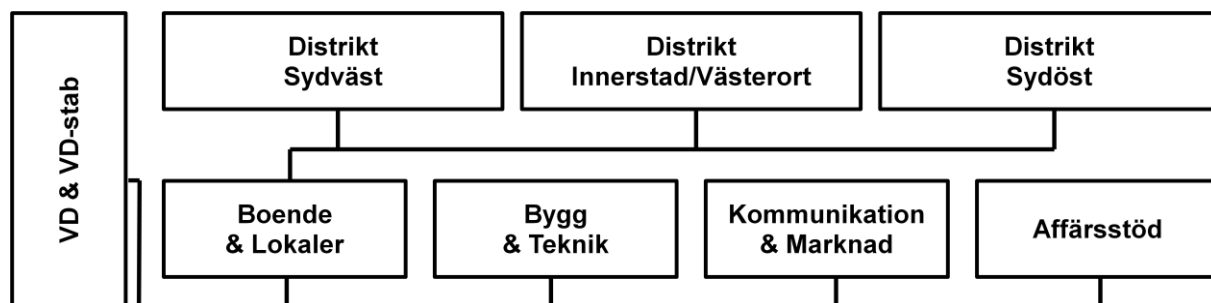 VD & VD-stab
Distrikt
Sydväst
Distrikt
Innerstad/Västerort
Distrikt
Sydöst
Boende
& Lokaler
Bygg
& Teknik
Kommunikation
& Marknad
Affärsstöd